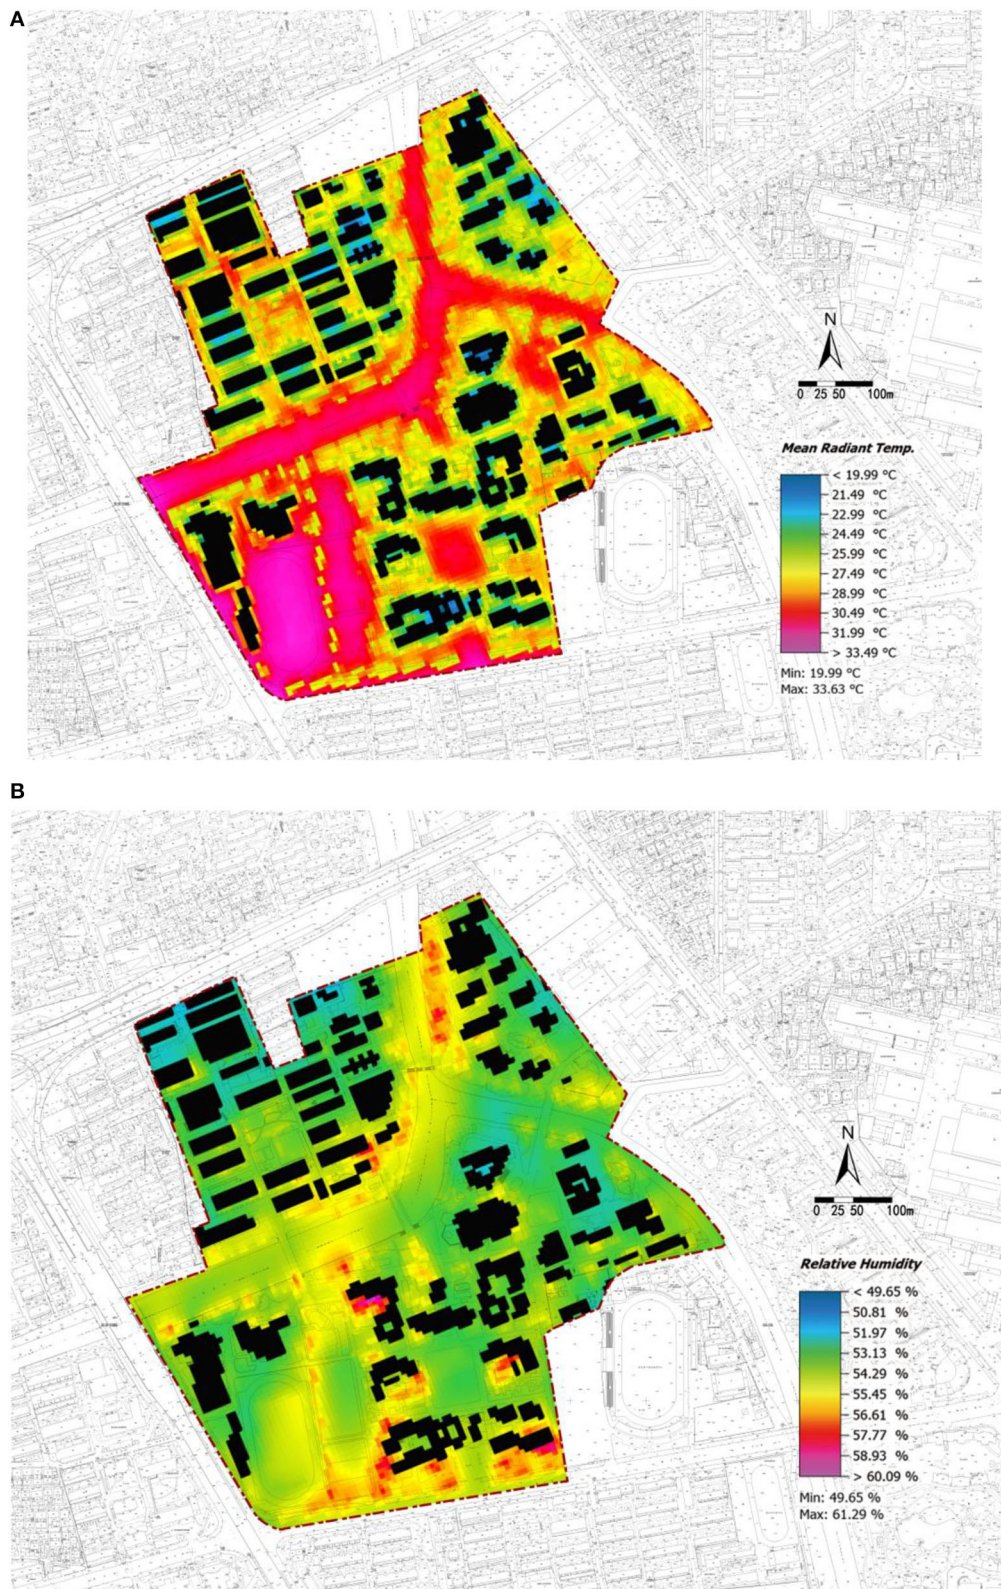 A
N
0 25 50 100m
Mean Radiant Temp.
< 19.99 °C
21.49 °C
22.99 °C
24.49 °C
25.99 °C
27.49 °C
28.99 °C
30.49 °C
31.99 °C
> 33.49 °C
Min: 19.99 °C
Max: 33.63 °C
B
N
0 25 50 100m
Relative Humidity
< 49.65 %
50.81 %
51.97 %
53.13 %
54.29 %
55.45 %
56.61 %
57.77 %
58.93 %
> 60.09 %
Min: 49.65 %
Max: 61.29 %